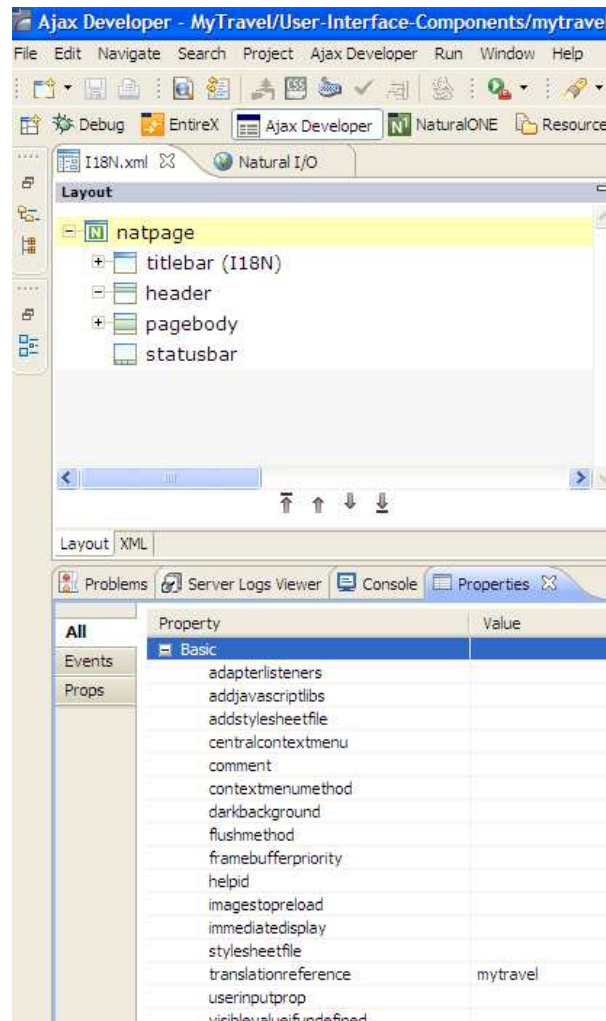 Ajax Developer - MyTravel/User-Interface-Components/mytrave
File Edit Navigate Search Project Ajax Developer Run Window Help
Debug EntireX Ajax Developer NaturalONE Resource
I18N.xml Natural I/O
Layout
natpage
titlebar (I18N)
header
pagebody
statusbar
Layout XML
Problems Server Logs Viewer Console Properties
All
Events
Props
Property Value
Basic
adapterlisteners
addjavascriptlibs
addstylesheetfile
centralcontextmenu
comment
contextmenumethod
darkbackground
flushmethod
framebufferpriority
helpid
imagestopreload
immediatedisplay
stylesheetfile
translationreference mytravel
userinputprop
visiblevalueifundefined